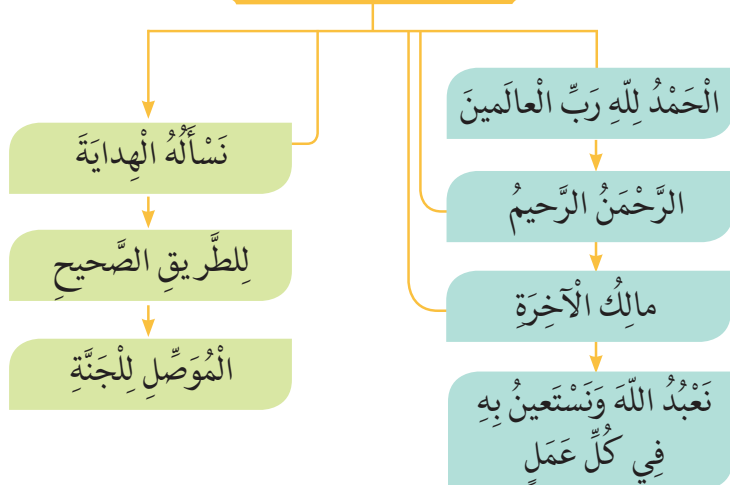 الْحَمْدُ لِلّهِ رَبِّ الْعالَمينَ
الرَّحْمَنُ الرَّحيمُ
مالِكُ الْآخِرَةِ
نَعْبُدُ اللّهَ وَنَسْتَعينُ بِهِ
فِي كُلِّ عَمَلٍ
نَسْأَلُهُ الْهِدايَةَ
لِلطَّريقِ الصَّحيحِ
الْمُوَصِّلِ لِلْجَنَّةِ